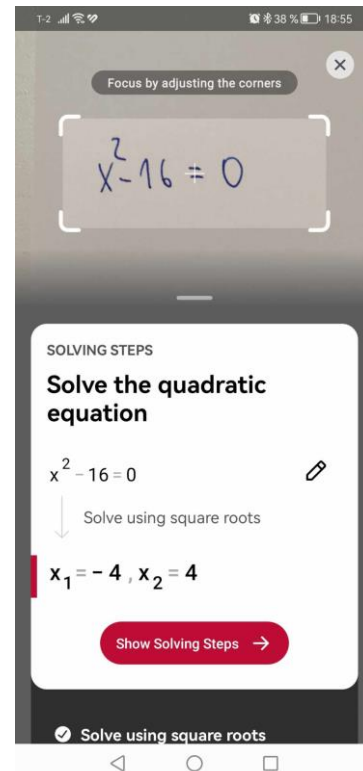 T-2 38 % 18:55
Focus by adjusting the corners
x² - 16 = 0
SOLVING STEPS
Solve the quadratic
equation
x² - 16 = 0
Solve using square roots
x₁ = - 4 , x₂ = 4
Show Solving Steps →
Solve using square roots